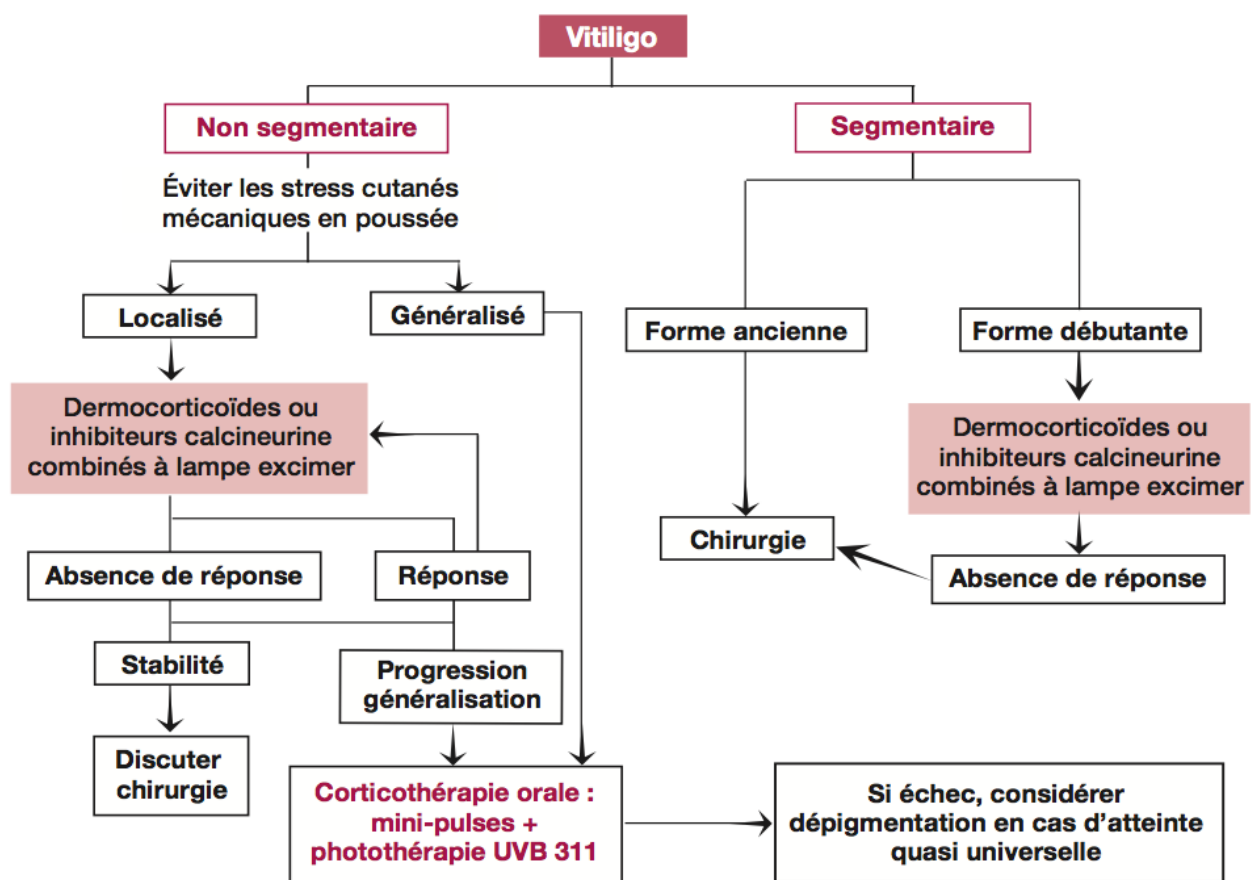 Vitiligo
Non segmentaire
Segmentaire
Éviter les stress cutanés
mécaniques en poussée
Localisé
Généralisé
Forme ancienne
Forme débutante
Dermocorticoïdes ou
inhibiteurs calcineurine
combinés à lampe excimer
Dermocorticoïdes ou
inhibiteurs calcineurine
combinés à lampe excimer
Chirurgie
Absence de réponse
Réponse
Absence de réponse
Stabilité
Progression
généralisation
Discuter
chirurgie
Corticothérapie orale :
mini-pulses +
photothérapie UVB 311
Si échec, considérer
dépigmentation en cas d'atteinte
quasi universelle